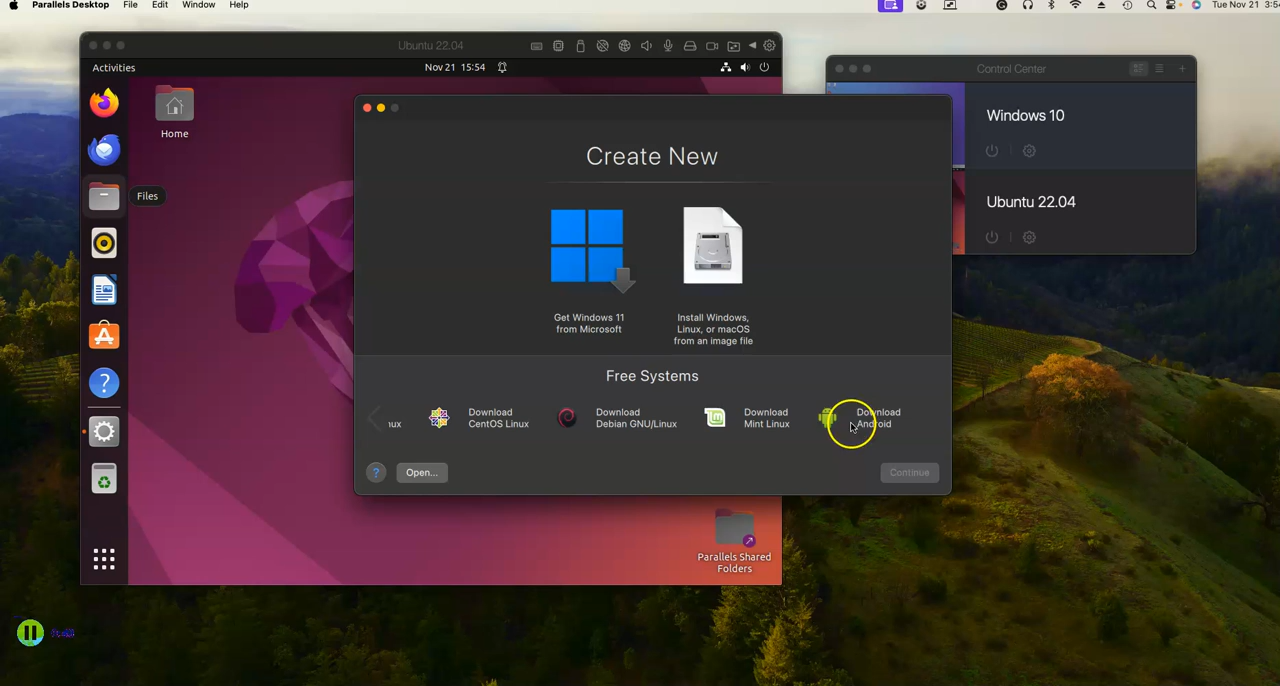 Parallels Desktop File Edit Window Help
Tue Nov 21
Ubuntu 22.04
Activities
Nov 21 15:54
Home
Files
Control Center
Windows 10
Ubuntu 22.04
Create New
Get Windows 11
from Microsoft
Install Windows,
Linux, or macOS
from an image file
Free Systems
Download
CentOS Linux
Download
Debian GNU/Linux
Download
Mint Linux
Download
Android
?
Open...
Continue
Parallels Shared
Folders